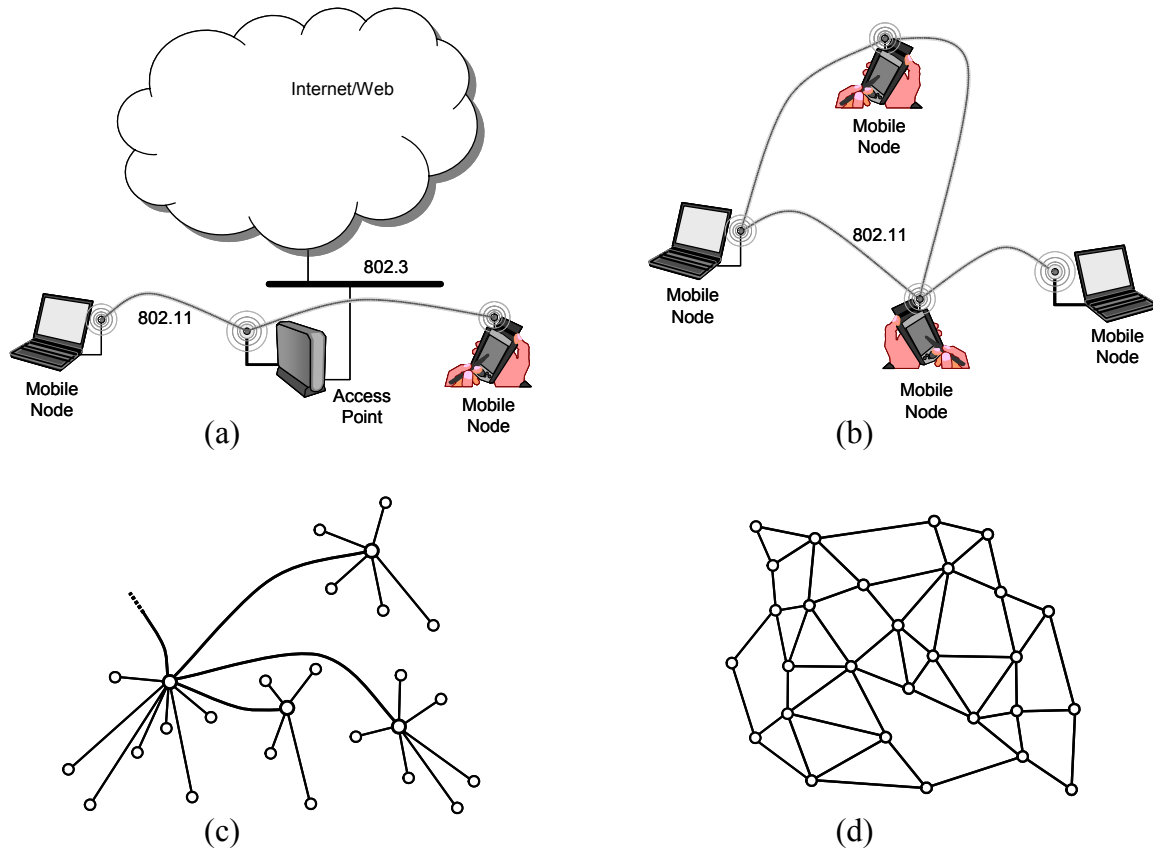 Internet/Web
802.3
802.11
Mobile
Node
Access
Point
Mobile
Node
(a)
Mobile
Node
802.11
Mobile
Node
Mobile
Node
Mobile
Node
(b)
(c)
(d)